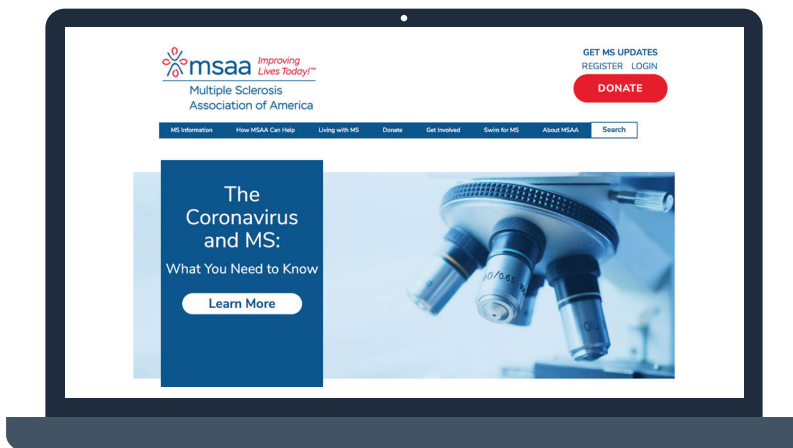 msaa Improving
Lives Today!™
Multiple Sclerosis
Association of America
GET MS UPDATES
REGISTER LOGIN
DONATE
MS Information How MSAA Can Help Living with MS Donate Get Involved Swim for MS About MSAA Search
The
Coronavirus
and MS:
What You Need to Know
Learn More